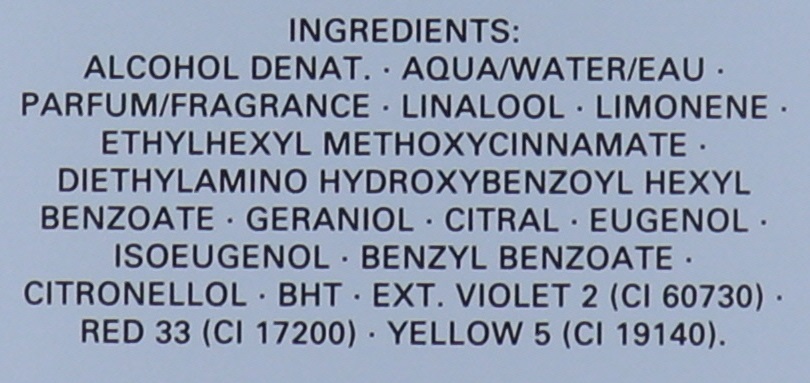 INGREDIENTS:
ALCOHOL DENAT. · AQUA/WATER/EAU ·
PARFUM/FRAGRANCE · LINALOOL · LIMONENE ·
ETHYLHEXYL METHOXYCINNAMATE ·
DIETHYLAMINO HYDROXYBENZOYL HEXYL
BENZOATE · GERANIOL · CITRAL · EUGENOL ·
ISOEUGENOL · BENZYL BENZOATE ·
CITRONELLOL · BHT · EXT. VIOLET 2 (CI 60730) ·
RED 33 (CI 17200) · YELLOW 5 (CI 19140).